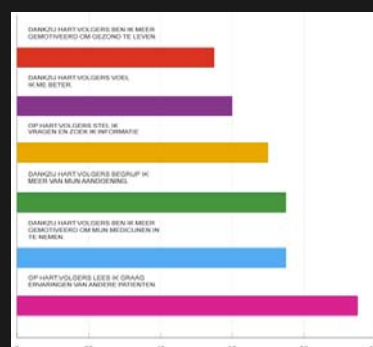 DANKZIJ HART:VOLGERS BEN IK MEER
GEMOTIVEERD OM GEZOND TE LEVEN
DANKZIJ HART:VOLGERS VOEL
IK ME BETER.
OP HART:VOLGERS STEL IK
VRAGEN EN ZOEK IK INFORMATIE
DANKZIJ HART:VOLGERS BEGRIJP IK
MEER VAN MIJN AANDOENING.
DANKZIJ HART:VOLGERS BEN IK MEER
GEMOTIVEERD OM MIJN MEDICIJNEN IN
TE NEMEN.
OP HART:VOLGERS LEES IK GRAAG
ERVARINGEN VAN ANDERE PATIENTEN